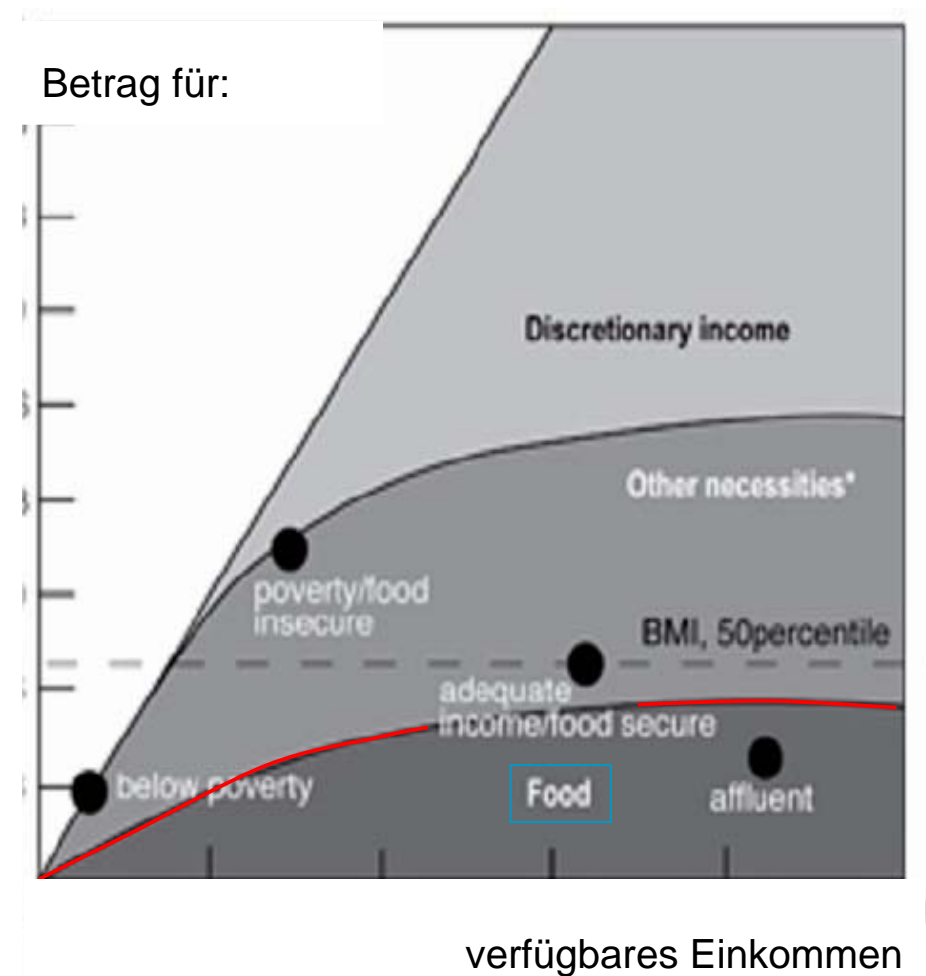 Betrag für:
Discretionary income
Other necessities*
poverty/food
insecure
BMI, 50percentile
adequate
income/food secure
below poverty
Food
affluent
verfügbares Einkommen